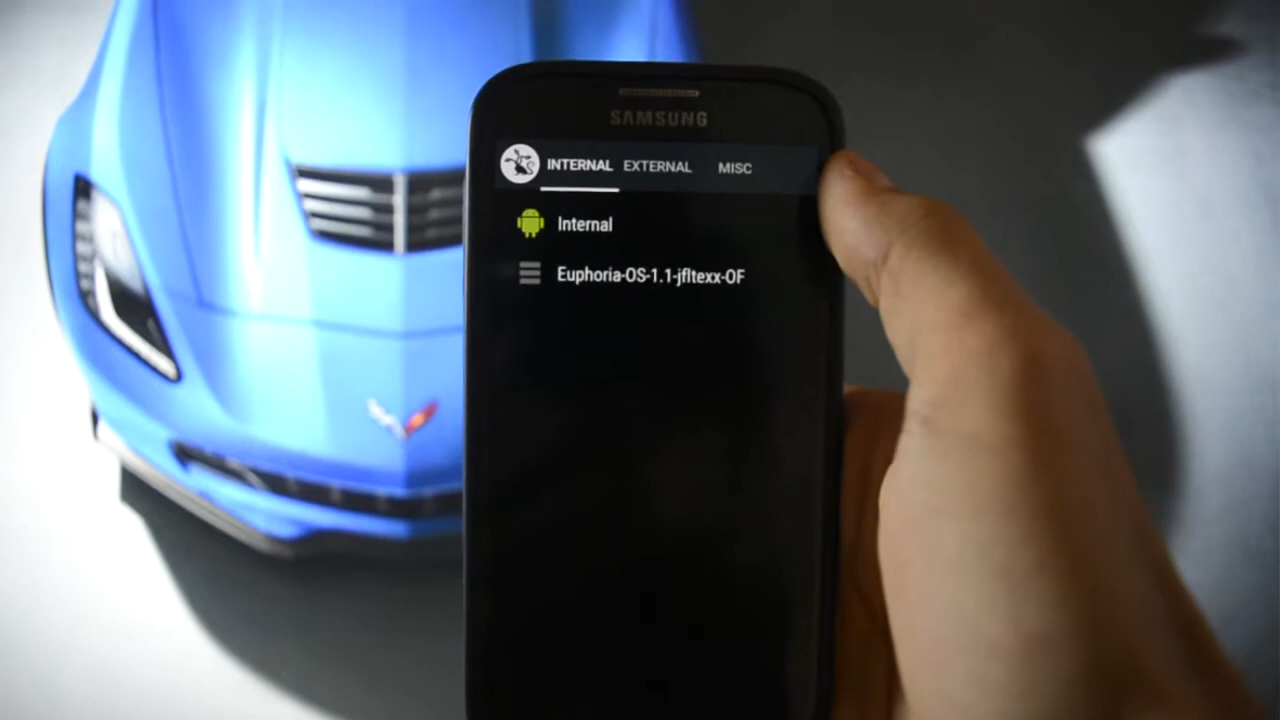 SAMSUNG
INTERNAL EXTERNAL MISC
Internal
Euphoria-OS-1.1-jfltexx-OF